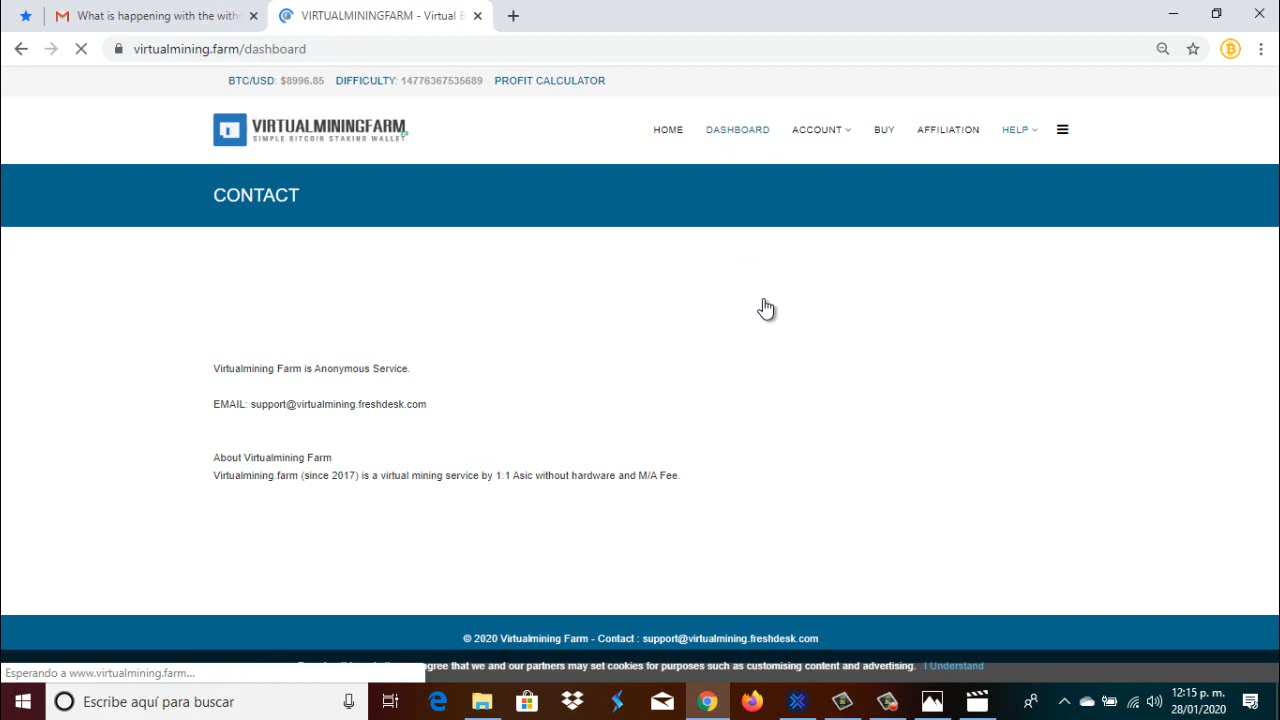 What is happening with the with
VIRTUALMININGFARM - Virtual B
virtualmining.farm/dashboard
BTC/USD: $8996.85 DIFFICULTY: 14776367535689 PROFIT CALCULATOR
VIRTUALMININGFARM
SIMPLE BITCOIN STAKING WALLET
HOME DASHBOARD ACCOUNT BUY AFFILIATION HELP
CONTACT
Virtualmining Farm is Anonymous Service.
EMAIL: support@virtualmining.freshdesk.com
About Virtualmining Farm
Virtualmining.farm (since 2017) is a virtual mining service by 1:1 Asic without hardware and M/A Fee.
© 2020 Virtualmining Farm - Contact : support@virtualmining.freshdesk.com
agree that we and our partners may set cookies for purposes such as customising content and advertising. I Understand
Esperando a www.virtualmining.farm...
Escribe aquí para buscar
12:15 p. m.
28/01/2020